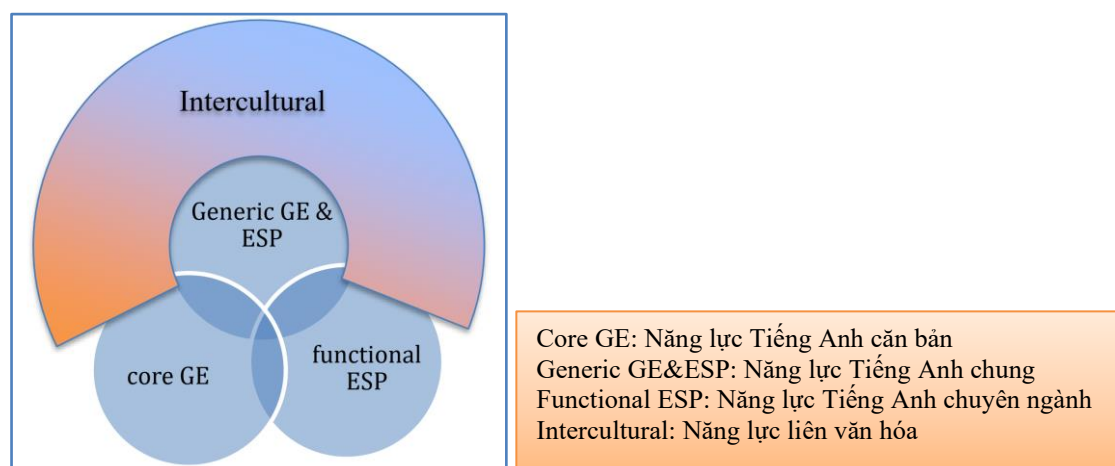 Intercultural
Generic GE &
ESP
core GE
functional
ESP
Core GE: Năng lực Tiếng Anh căn bản
Generic GE&ESP: Năng lực Tiếng Anh chung
Functional ESP: Năng lực Tiếng Anh chuyên ngành
Intercultural: Năng lực liên văn hóa